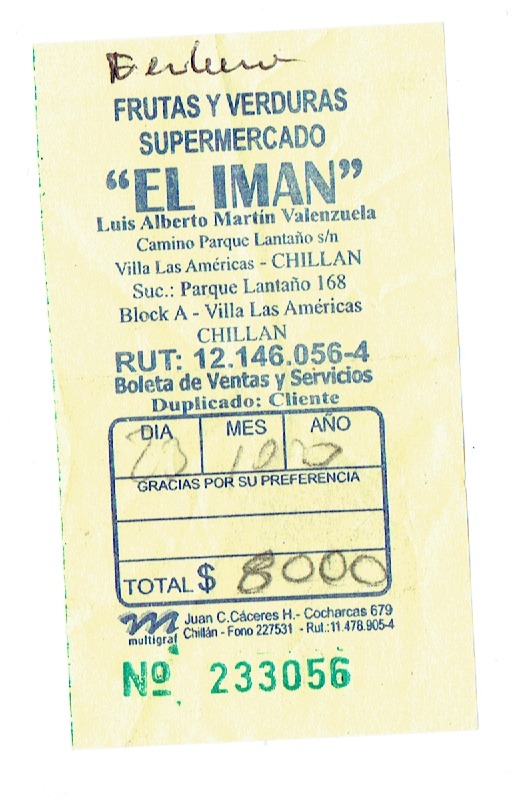 FRUTAS Y VERDURAS
SUPERMERCADO
“EL IMAN”
Luis Alberto Martín Valenzuela
Camino Parque Lantaño s/n
Villa Las Américas - CHILLAN
Suc.: Parque Lantaño 168
Block A - Villa Las Américas
CHILLAN
RUT: 12.146.056-4
Boleta de Ventas y Servicios
Duplicado: Cliente
DIA MES AÑO
23
GRACIAS POR SU PREFERENCIA
TOTAL $ 8000
multigraf
Juan C.Cáceres H.- Cocharcas 679
Chillán - Fono 227531 - Rut.:11.478.905-4
Nº 233056